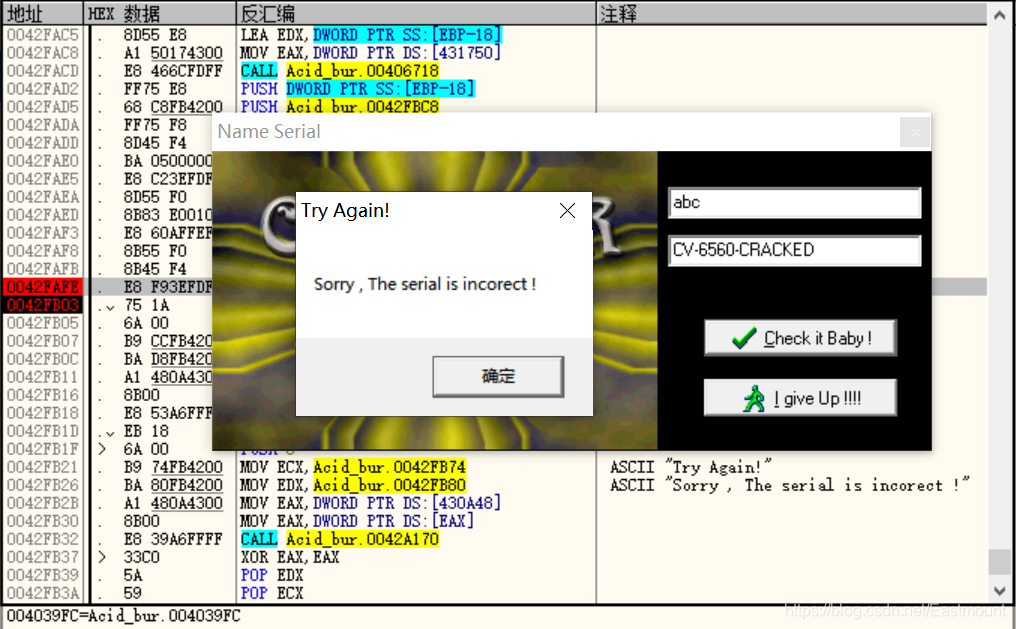 地址 HEX 数据 反汇编 注释
0042FAC5 . 8D55 E8 LEA EDX,DWORD PTR SS:[EBP-18]
0042FAC8 . A1 50174300 MOV EAX,DWORD PTR DS:[431750]
0042FACD . E8 466CFDFF CALL Acid_bur.00406718
0042FAD2 . FF75 E8 PUSH DWORD PTR SS:[EBP-18]
0042FAD5 . 68 C8FB4200 PUSH Acid_bur.0042FBC8
0042FADA . FF75 F8
0042FADD . 8D45 F4
0042FAE0 . BA 0500000
0042FAE5 . E8 C23EFDF
0042FAEA . 8D55 F0
0042FAED . 8B83 E0010
0042FAF3 . E8 60AFFEF
0042FAF8 . 8B55 F0
0042FAFB . 8B45 F4
0042FAFE . E8 F93EFDF
0042FB03 .⌄ 75 1A
0042FB05 . 6A 00
0042FB07 . B9 CCFB420
0042FB0C . BA D8FB420
0042FB11 . A1 480A430
0042FB16 . 8B00
0042FB18 . E8 53A6FFF
0042FB1D .⌄ EB 18
0042FB1F > 6A 00
0042FB21 . B9 74FB4200 MOV ECX,Acid_bur.0042FB74 ASCII "Try Again!"
0042FB26 . BA 80FB4200 MOV EDX,Acid_bur.0042FB80 ASCII "Sorry , The serial is incorect !"
0042FB2B . A1 480A4300 MOV EAX,DWORD PTR DS:[430A48]
0042FB30 . 8B00 MOV EAX,DWORD PTR DS:[EAX]
0042FB32 . E8 39A6FFFF CALL Acid_bur.0042A170
0042FB37 > 33C0 XOR EAX,EAX
0042FB39 . 5A POP EDX
0042FB3A . 59 POP ECX
004039FC=Acid_bur.004039FC
Name Serial
Try Again!
Sorry , The serial is incorect !
确定
abc
CV-6560-CRACKED
Check it Baby !
I give Up !!!!
https://blog.csdn.net/Eastmount